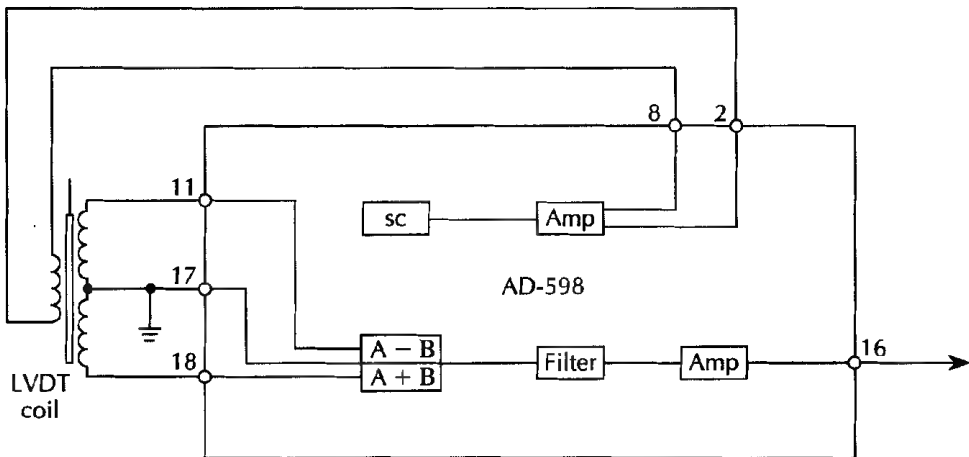 8
2
11
sc
Amp
17
AD-598
A − B
A + B
Filter
Amp
16
18
LVDT
coil